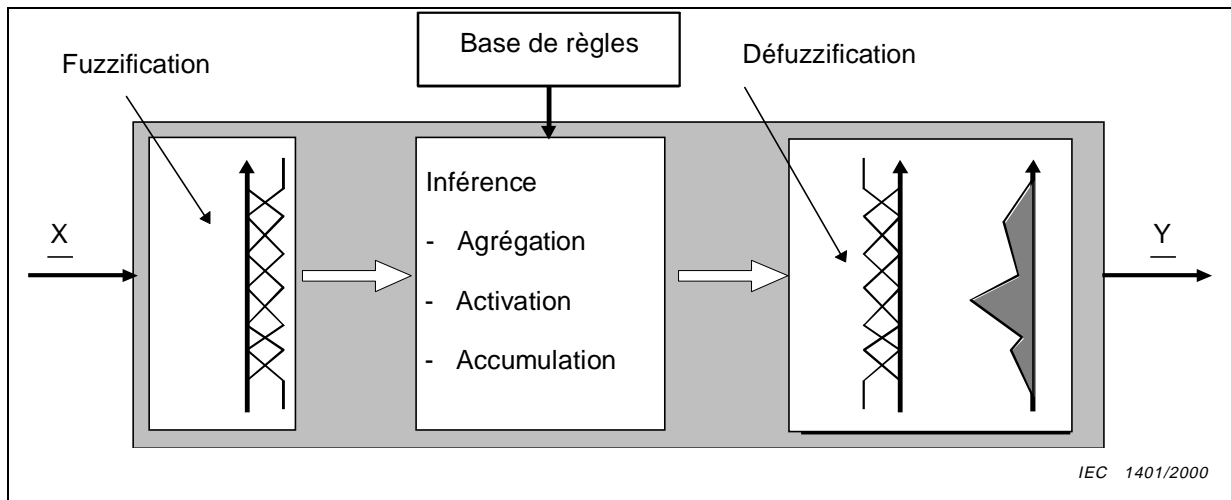 Base de règles
Fuzzification
Défuzzification
X
Inférence
- Agrégation
- Activation
- Accumulation
Y
IEC 1401/2000